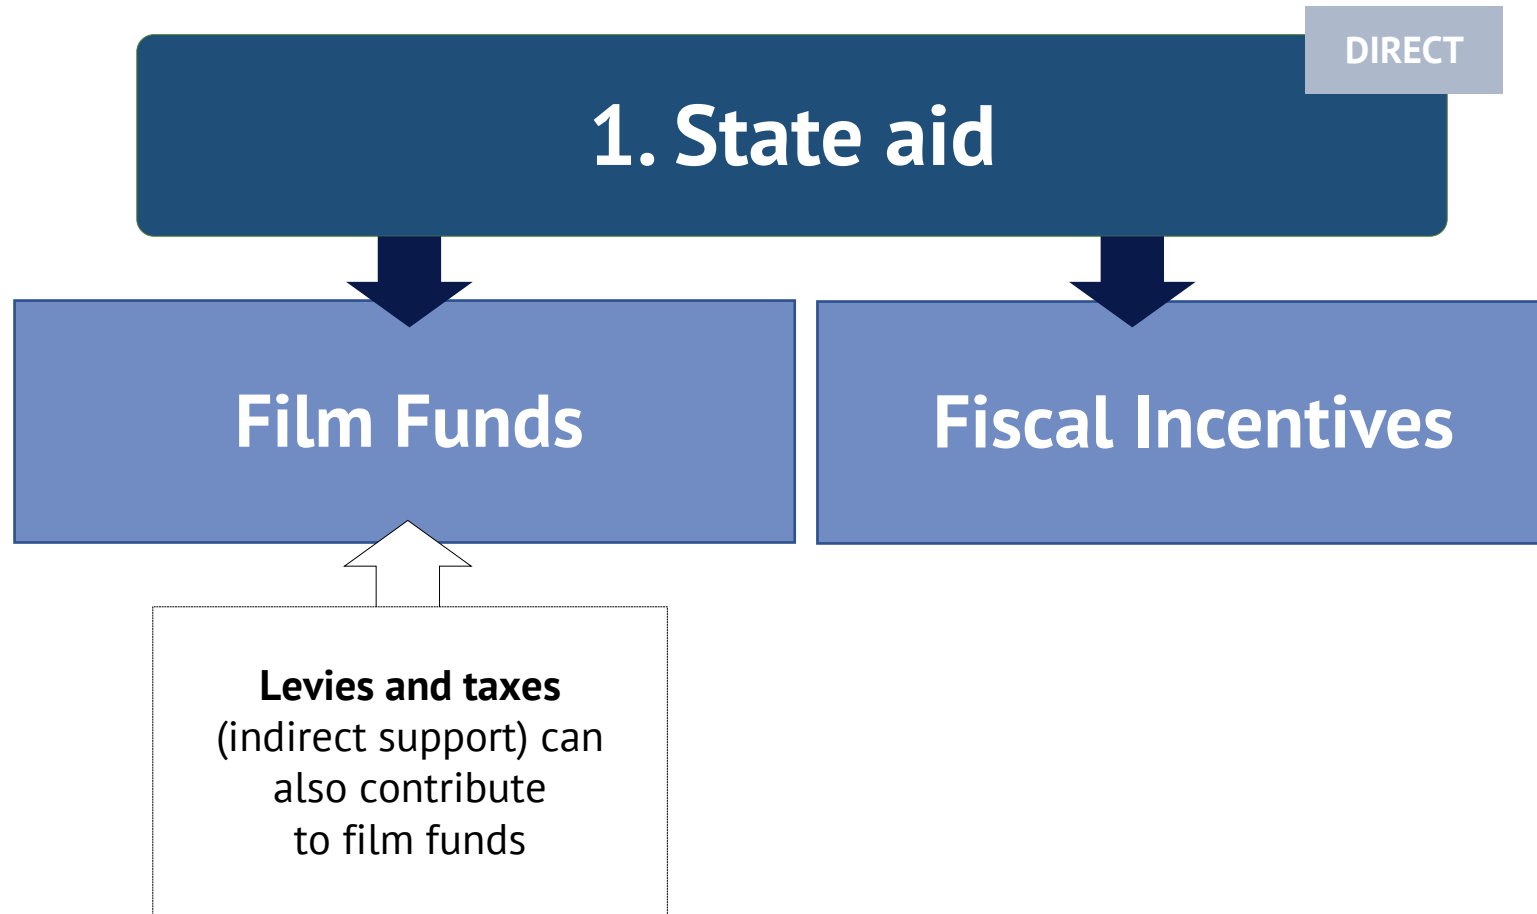 DIRECT
1. State aid
Film Funds
Fiscal Incentives
Levies and taxes
(indirect support) can
also contribute
to film funds